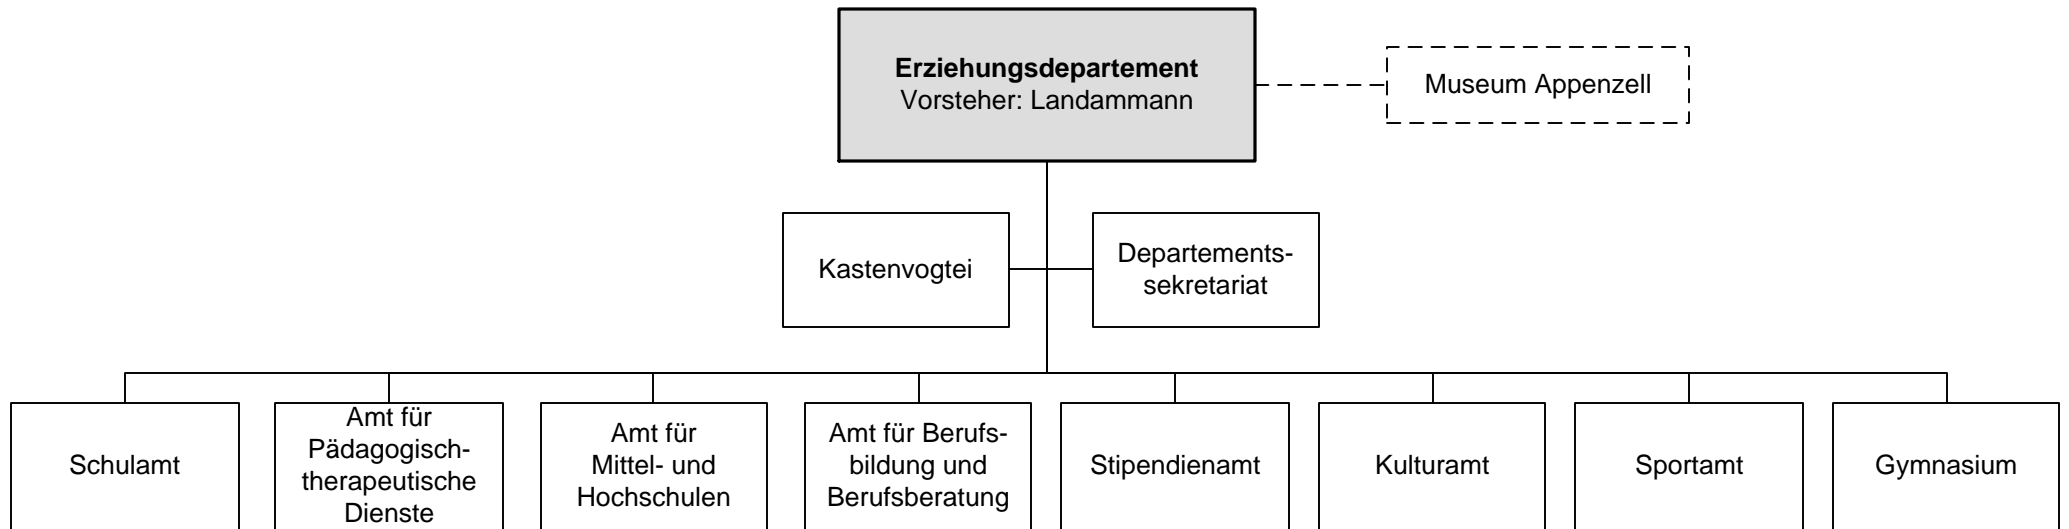 Erziehungsdepartement
Vorsteher: Landammann
Museum Appenzell
Kastenvogtei
Departements-
sekretariat
Schulamt
Amt für
Pädagogisch-
therapeutische
Dienste
Amt für
Mittel- und
Hochschulen
Amt für Berufs-
bildung und
Berufsberatung
Stipendienamt
Kulturamt
Sportamt
Gymnasium